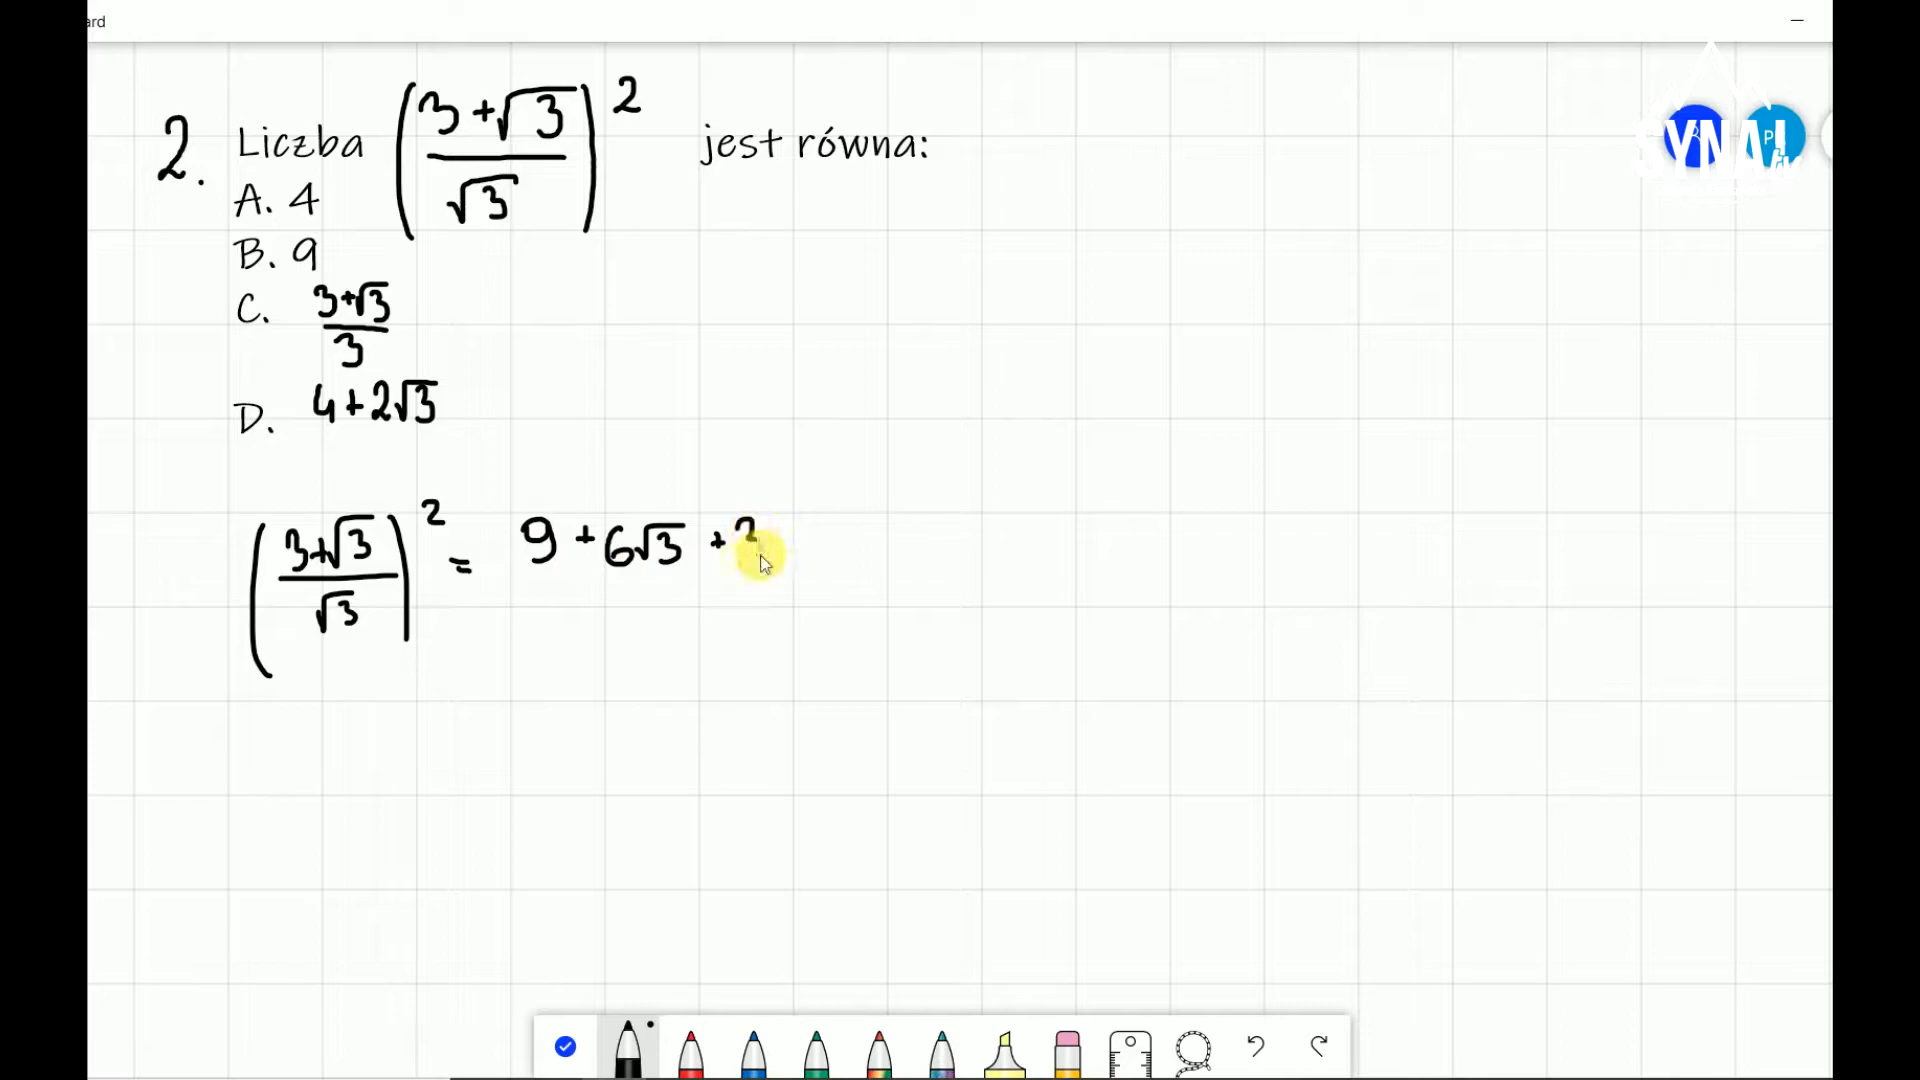 ard
2. Liczba ((3+√3)/√3)² jest równa:
A. 4
B. 9
C. (3+√3)/3
D. 4+2√3
((3+√3)/√3)² = 9 + 6√3 +
SYNAJ
P